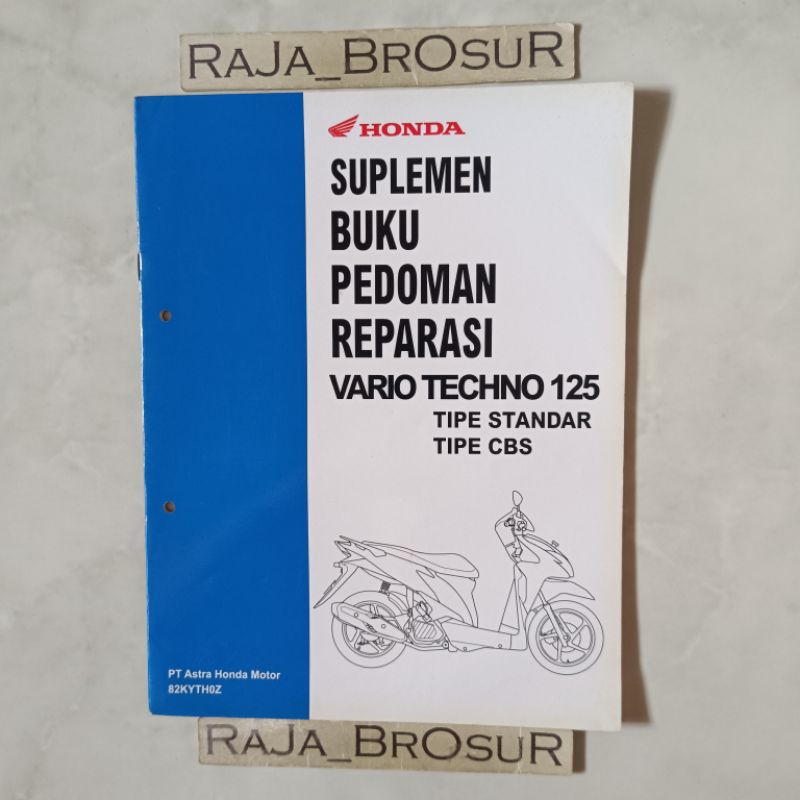 RAJA_BROSUR
HONDA
SUPLEMEN
BUKU
PEDOMAN
REPARASI
VARIO TECHNO 125
TIPE STANDAR
TIPE CBS
PT Astra Honda Motor
82KYTH0Z
RAJA_BROSUR